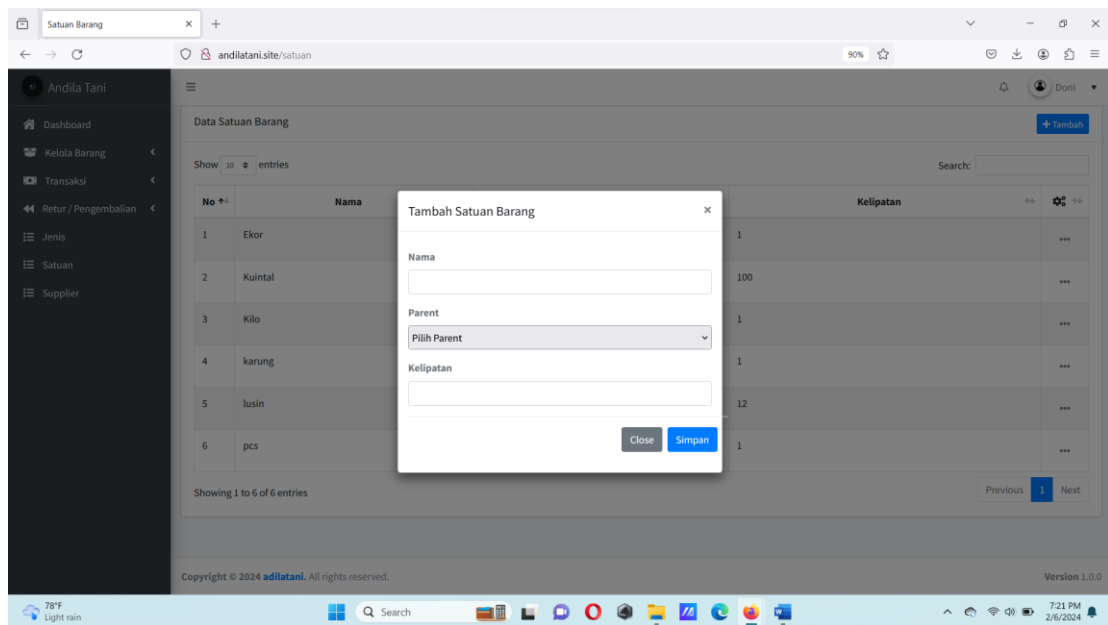 Satuan Barang
andilatani.site/satuan
90%
Andila Tani
Doni
Dashboard
Kelola Barang
Transaksi
Retur / Pengembalian
Jenis
Satuan
Supplier
Data Satuan Barang
+ Tambah
Show 10 entries
Search:
No Nama Kelipatan
1 Ekor 1
2 Kuintal 100
3 Kilo 1
4 karung 1
5 lusin 12
6 pcs 1
Tambah Satuan Barang ×
Nama
Parent
Pilih Parent
Kelipatan
Close Simpan
Showing 1 to 6 of 6 entries
Previous 1 Next
Copyright © 2024 adilatani. All rights reserved.
Version 1.0.0
78°F
Light rain
Search
7:21 PM
2/6/2024